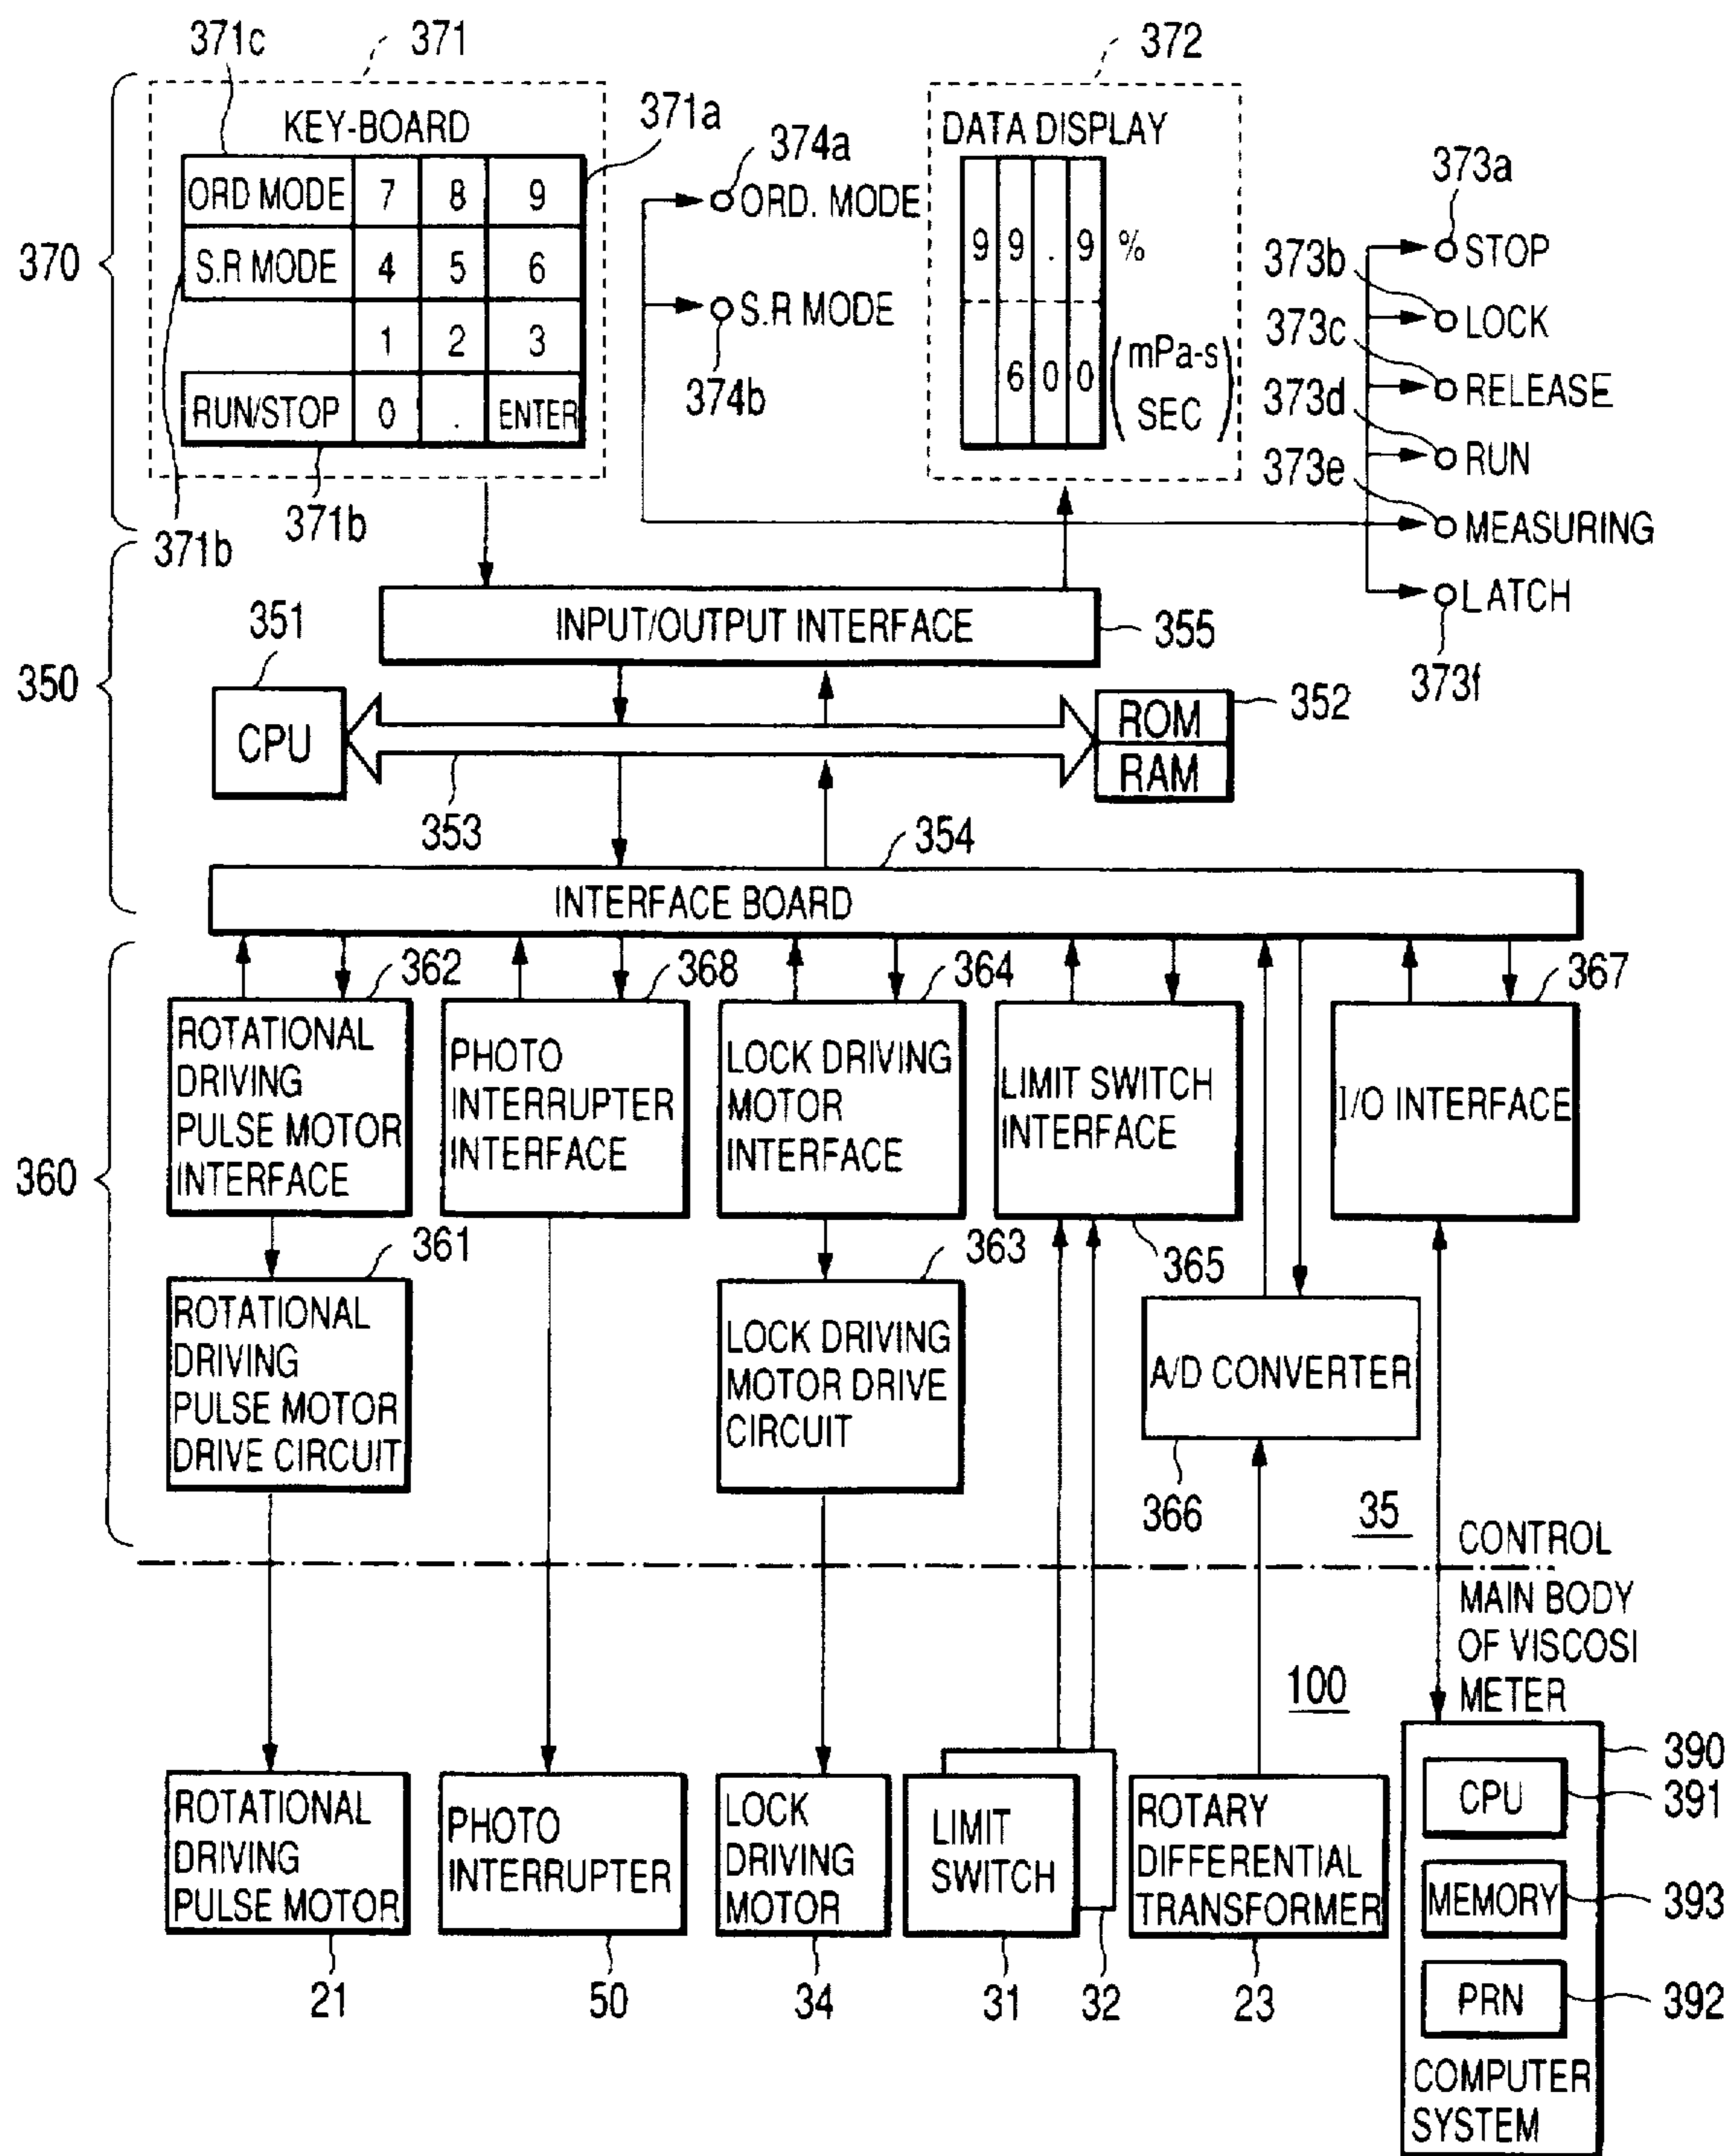 371c
371
372
KEY-BOARD
371a
ORD MODE 7 8 9
S.R MODE 4 5 6
1 2 3
RUN/STOP 0 . ENTER
371b
371b
370
374a
ORD. MODE
S.R MODE
374b
DATA DISPLAY
99.9 %
600 (mPa-s
SEC)
373a
STOP
373b
LOCK
373c
RELEASE
373d
RUN
373e
MEASURING
LATCH
373f
350
INPUT/OUTPUT INTERFACE
355
351
CPU
353
ROM
RAM
352
354
INTERFACE BOARD
360
362
ROTATIONAL
DRIVING
PULSE MOTOR
INTERFACE
368
PHOTO
INTERRUPTER
INTERFACE
364
LOCK DRIVING
MOTOR
INTERFACE
LIMIT SWITCH
INTERFACE
365
367
I/O INTERFACE
361
ROTATIONAL
DRIVING
PULSE MOTOR
DRIVE CIRCUIT
363
LOCK DRIVING
MOTOR DRIVE
CIRCUIT
A/D CONVERTER
366
35
CONTROL
MAIN BODY
OF VISCOSI
METER
100
ROTATIONAL
DRIVING
PULSE MOTOR
21
PHOTO
INTERRUPTER
50
LOCK
DRIVING
MOTOR
34
LIMIT
SWITCH
31
32
ROTARY
DIFFERENTIAL
TRANSFORMER
23
390
CPU
391
MEMORY
393
PRN
392
COMPUTER
SYSTEM